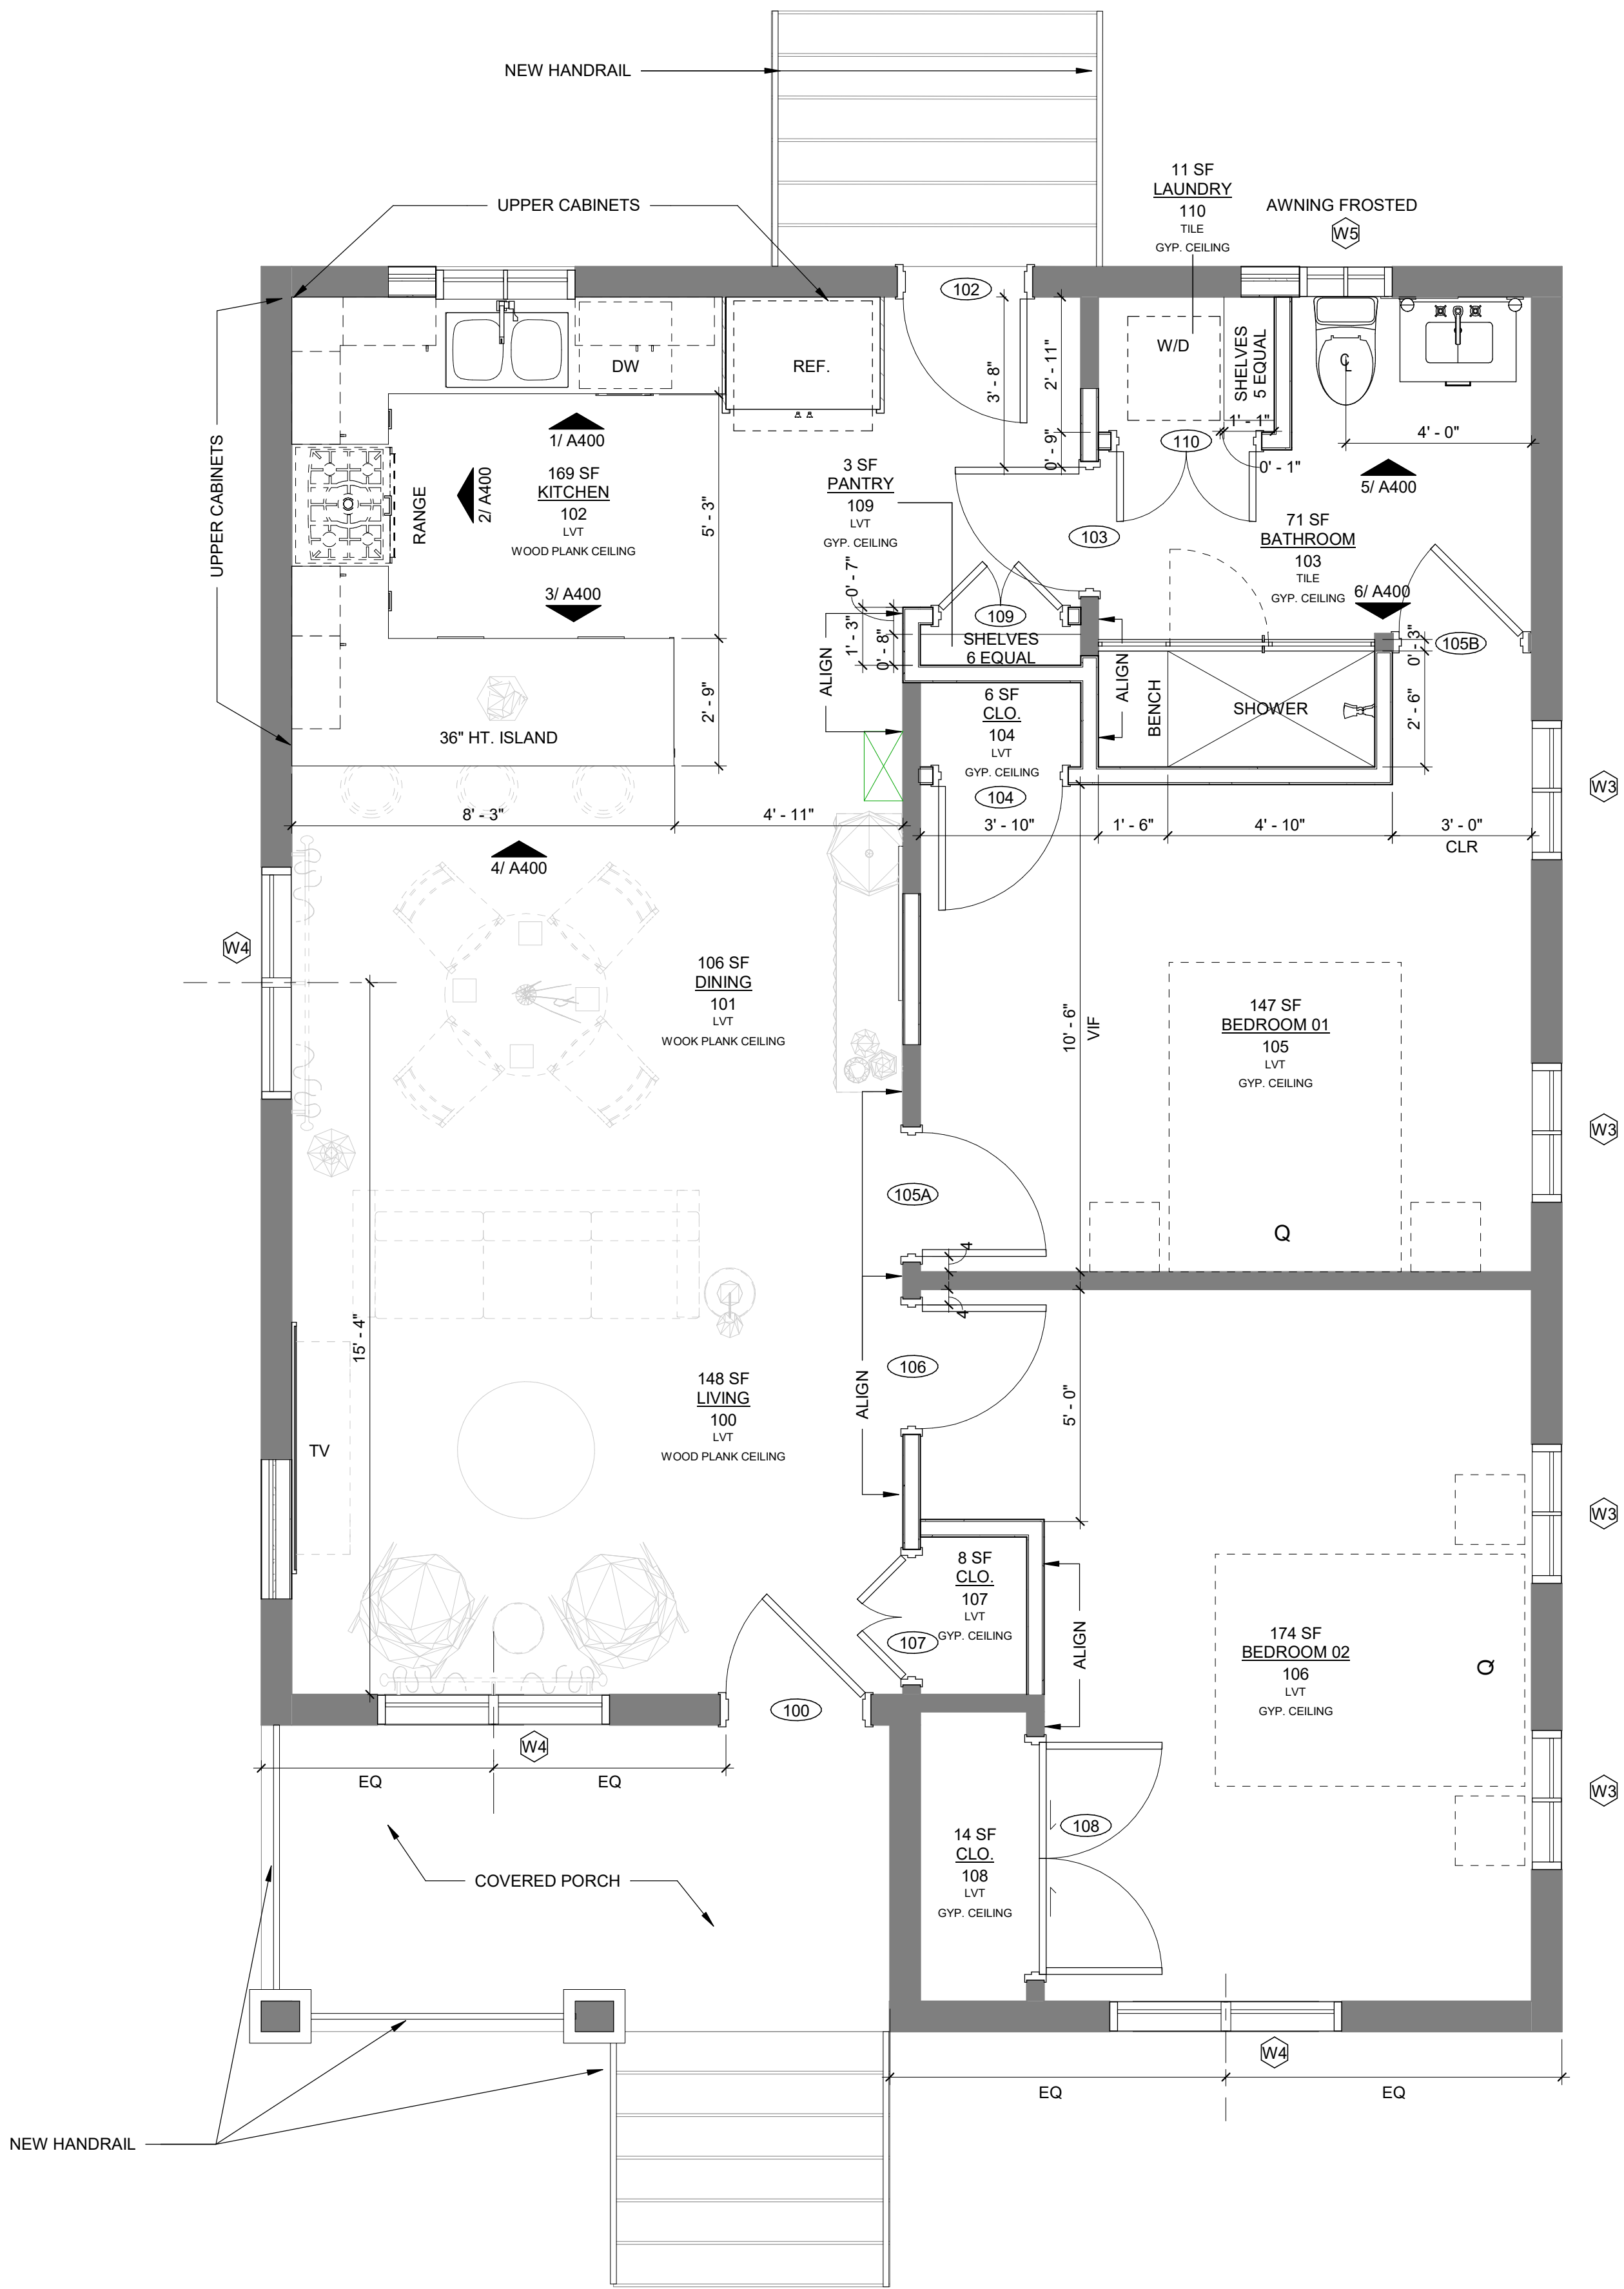 NEW HANDRAIL
11 SF
LAUNDRY
110
TILE
GYP. CEILING
UPPER CABINETS
AWNING FROSTED
W5
102
UPPER CABINETS
DW
REF.
3' - 8"
2' - 11"
0' - 9"
W/D
SHELVES
5 EQUAL
1' - 1"
0' - 1"
110
℄
4' - 0"
5/ A400
1/ A400
2/ A400
RANGE
169 SF
KITCHEN
102
LVT
WOOD PLANK CEILING
3/ A400
5' - 3"
3 SF
PANTRY
109
LVT
GYP. CEILING
103
71 SF
BATHROOM
103
TILE
GYP. CEILING
6/ A400
105B
0' - 3"
0' - 7"
1' - 3"
0' - 8"
ALIGN
109
SHELVES
6 EQUAL
ALIGN
BENCH
SHOWER
2' - 6"
2' - 9"
36" HT. ISLAND
6 SF
CLO.
104
LVT
GYP. CEILING
104
W3
8' - 3"
4' - 11"
3' - 10"
1' - 6"
4' - 10"
3' - 0"
CLR
4/ A400
W4
106 SF
DINING
101
LVT
WOOK PLANK CEILING
10' - 6"
VIF
147 SF
BEDROOM 01
105
LVT
GYP. CEILING
W3
105A
Q
4
4
15' - 4"
106
ALIGN
5' - 0"
148 SF
LIVING
100
LVT
WOOD PLANK CEILING
TV
W3
8 SF
CLO.
107
LVT
GYP. CEILING
107
ALIGN
174 SF
BEDROOM 02
106
LVT
GYP. CEILING
Q
100
W4
EQ
EQ
W3
108
14 SF
CLO.
108
LVT
GYP. CEILING
COVERED PORCH
W4
EQ
EQ
NEW HANDRAIL